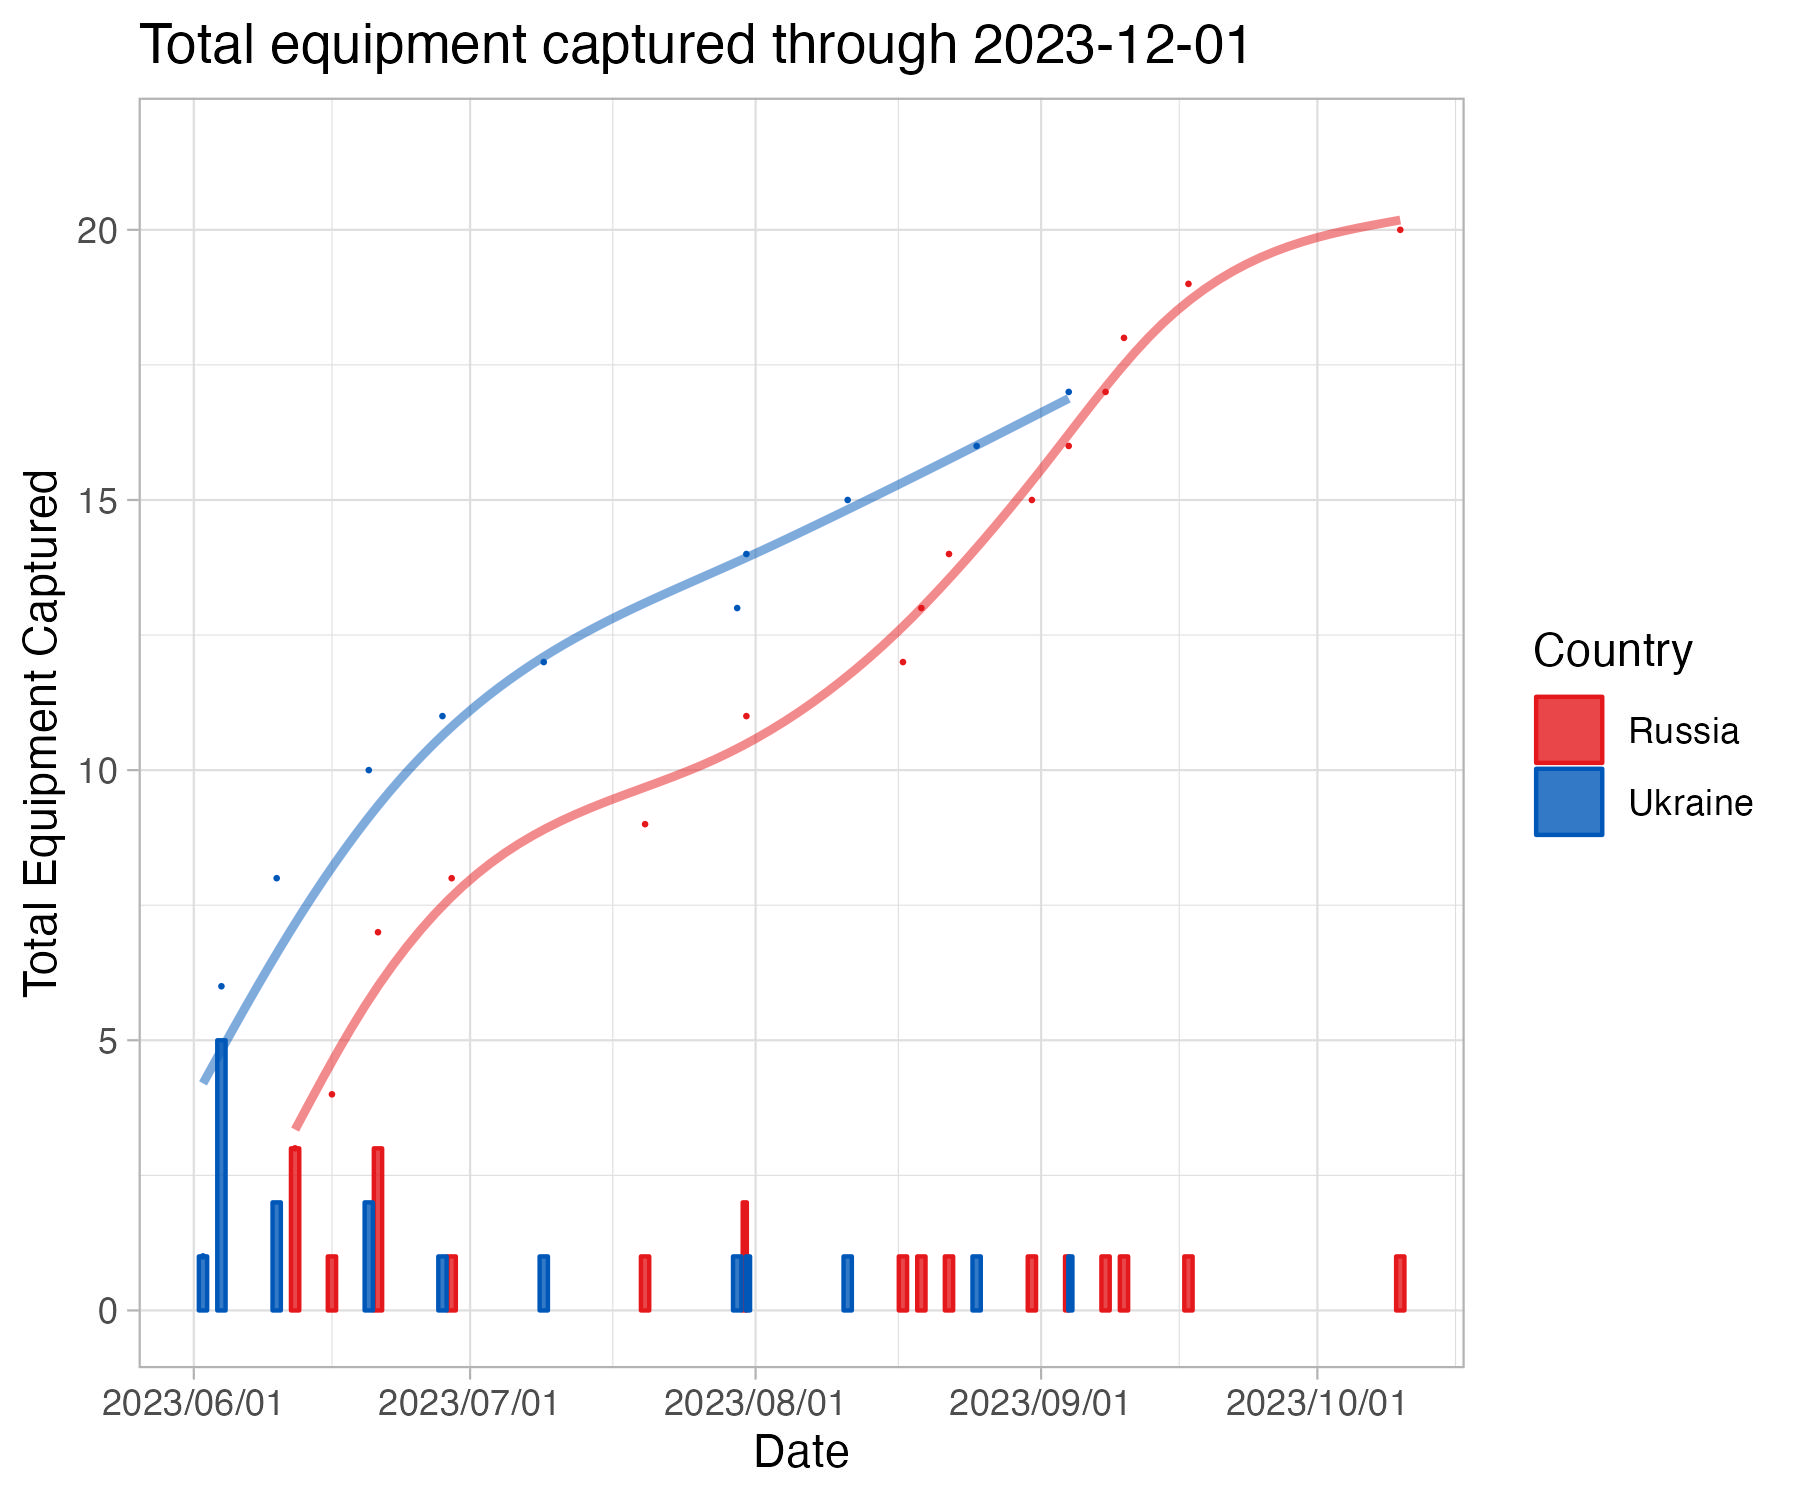 Total equipment captured through 2023-12-01
Total Equipment Captured
20
15
10
5
0
2023/06/01 2023/07/01 2023/08/01 2023/09/01 2023/10/01
Date
Country
Russia
Ukraine